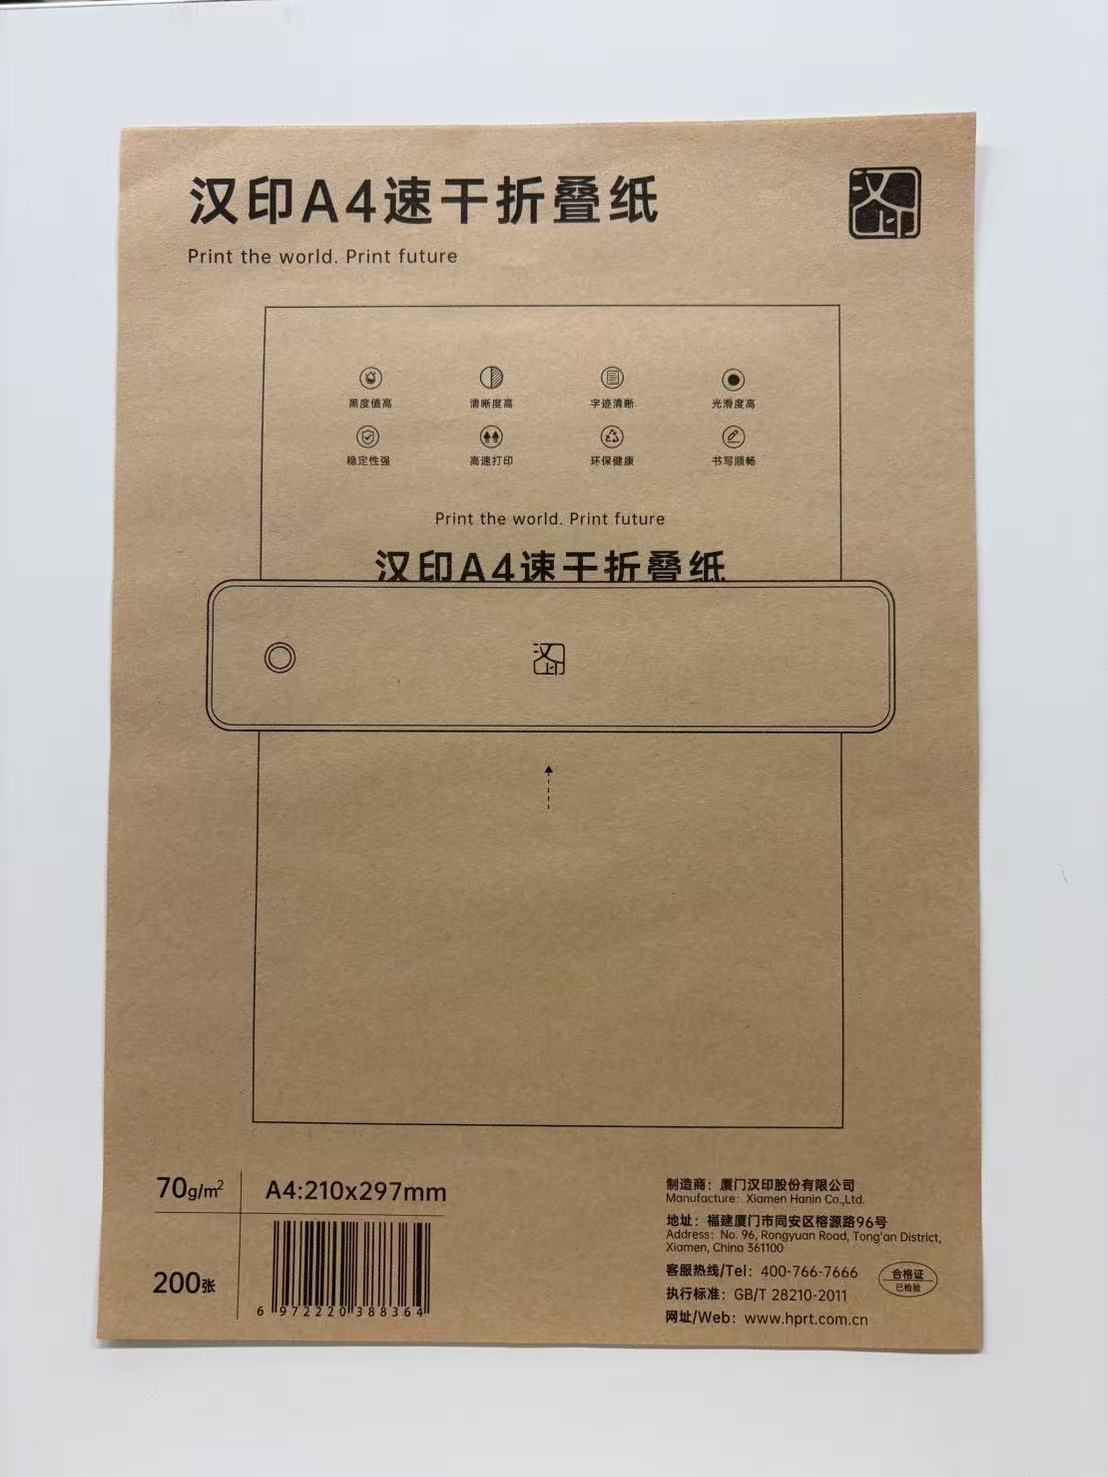 汉印A4速干折叠纸
汉印
Print the world. Print future
黑度值高 清晰度高 字迹清晰 光滑度高
稳定性强 高速打印 环保健康 书写顺畅
Print the world. Print future
汉印A4速干折叠纸
汉印
70g/m²
A4:210x297mm
200张
6 972220 388364
制造商：厦门汉印股份有限公司
Manufacture：Xiamen Hanin Co.,Ltd.
地址：福建厦门市同安区榕源路96号
Address：No. 96, Rongyuan Road, Tong'an District,
Xiamen, China 361100
客服热线/Tel：400-766-7666
合格证
已检验
执行标准：GB/T 28210-2011
网址/Web：www.hprt.com.cn